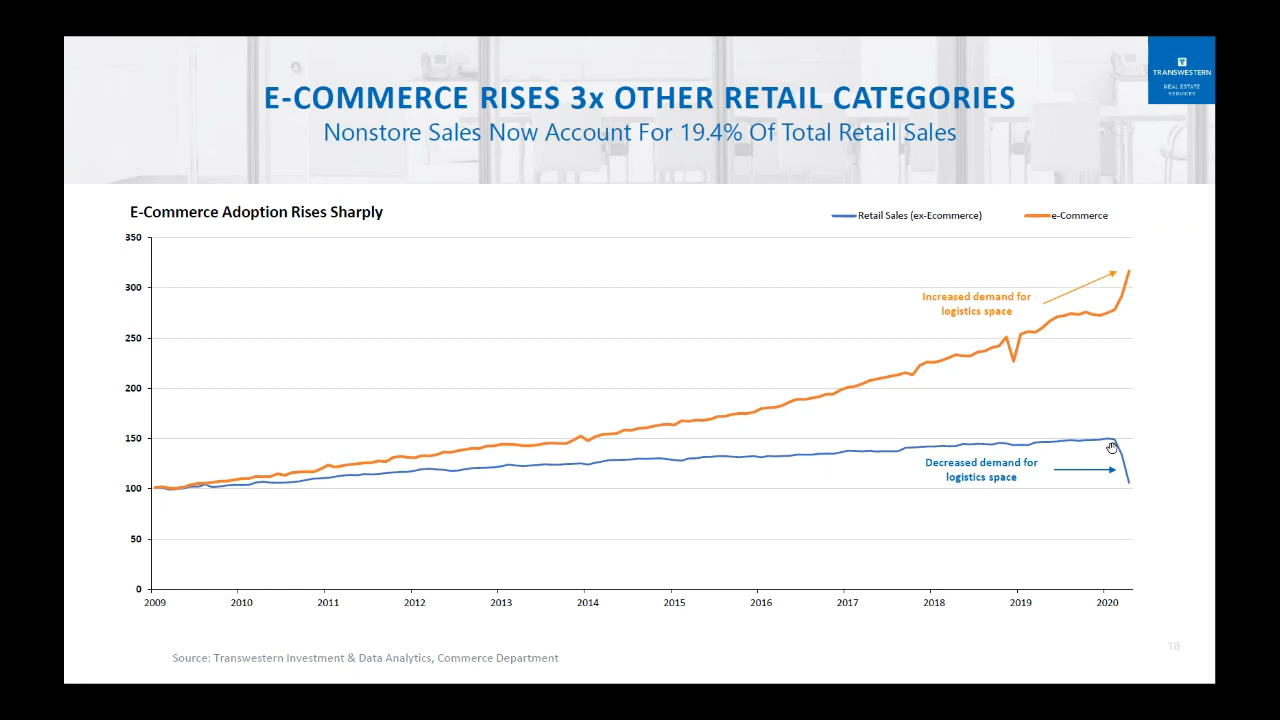 TRANSWESTERN
REAL ESTATE
SERVICES
E-COMMERCE RISES 3x OTHER RETAIL CATEGORIES
Nonstore Sales Now Account For 19.4% Of Total Retail Sales
E-Commerce Adoption Rises Sharply
Retail Sales (ex-Ecommerce)
e-Commerce
350
300
250
200
150
100
50
0
Increased demand for
logistics space
Decreased demand for
logistics space
2009
2010
2011
2012
2013
2014
2015
2016
2017
2018
2019
2020
Source: Transwestern Investment & Data Analytics, Commerce Department
18